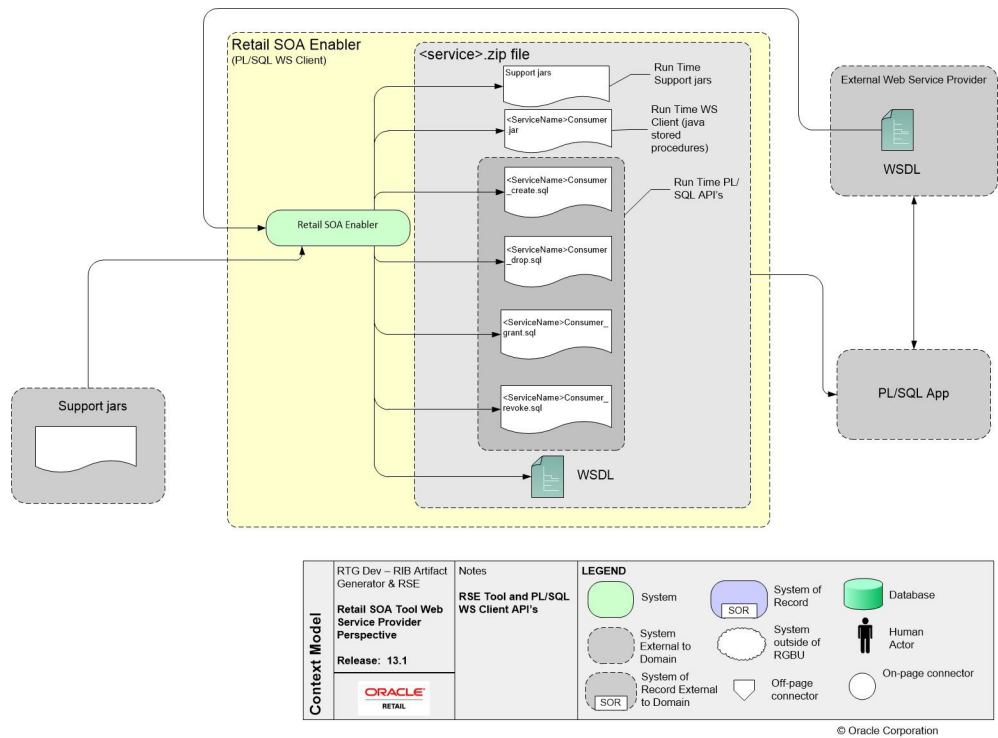 Retail SOA Enabler
(PL/SQL WS Client)
<service>.zip file
Support jars
Run Time
Support jars
<ServiceName>Consumer
.jar
Run Time WS
Client (java
stored
procedures)
<ServiceName>Consumer
_create.sql
Run Time PL/
SQL API's
Retail SOA Enabler
<ServiceName>Consumer
_drop.sql
<ServiceName>Consumer_
grant.sql
<ServiceName>Consumer_
revoke.sql
WSDL
External Web Service Provider
WSDL
PL/SQL App
Support jars
Context Model
RTG Dev – RIB Artifact
Generator & RSE
Retail SOA Tool Web
Service Provider
Perspective
Release: 13.1
ORACLE®
RETAIL
Notes
RSE Tool and PL/SQL
WS Client API's
LEGEND
System
SOR
System of
Record
Database
System
External to
Domain
System
outside of
RGBU
Human
Actor
SOR
System of
Record External
to Domain
Off-page
connector
On-page connector
© Oracle Corporation